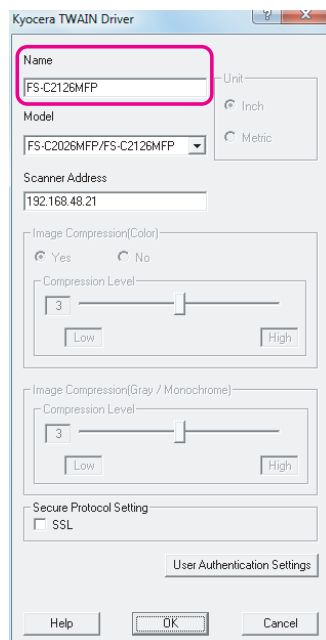 Kyocera TWAIN Driver
Name
FS-C2126MFP
Unit
Inch
Metric
Model
FS-C2026MFP/FS-C2126MFP
Scanner Address
192.168.48.21
Image Compression(Color)
Yes No
Compression Level
3
Low High
Image Compression(Gray / Monochrome)
Compression Level
3
Low High
Secure Protocol Setting
SSL
User Authentication Settings
Help OK Cancel